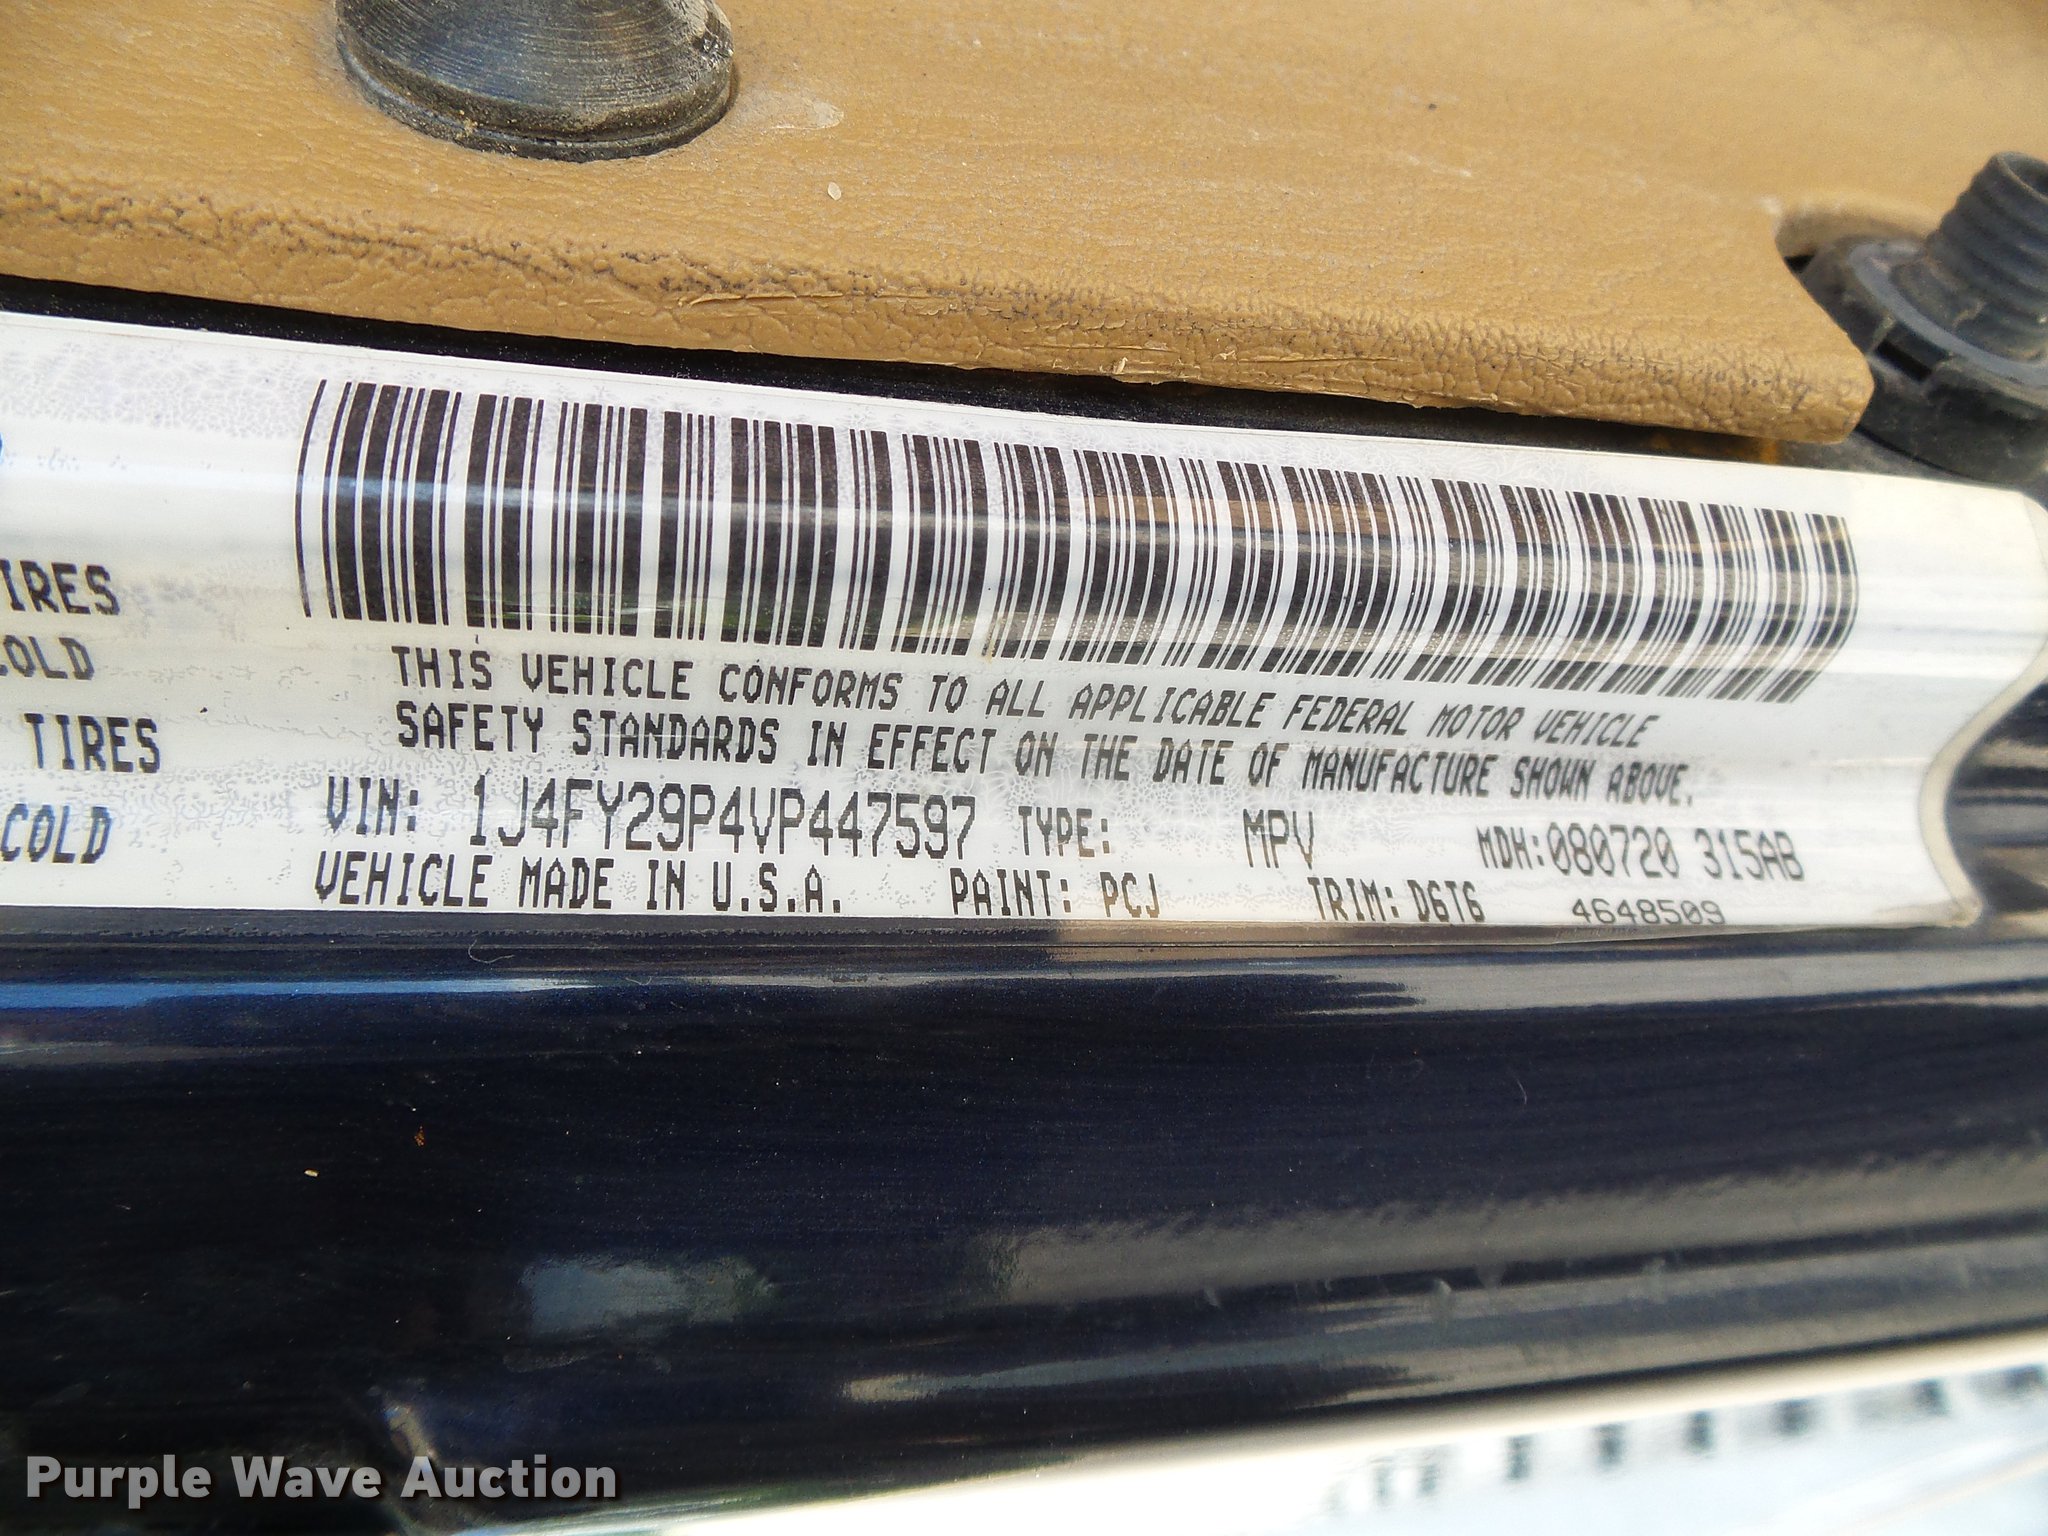 TIRES
COLD
THIS VEHICLE CONFORMS TO ALL APPLICABLE FEDERAL MOTOR VEHICLE
SAFETY STANDARDS IN EFFECT ON THE DATE OF MANUFACTURE SHOWN ABOVE.
TIRES
VIN: 1J4FY29P4VP447597 TYPE: MPV MDH:080720 315AB
COLD
VEHICLE MADE IN U.S.A. PAINT: PCJ TRIM: D6T6 4648509
Purple Wave Auction